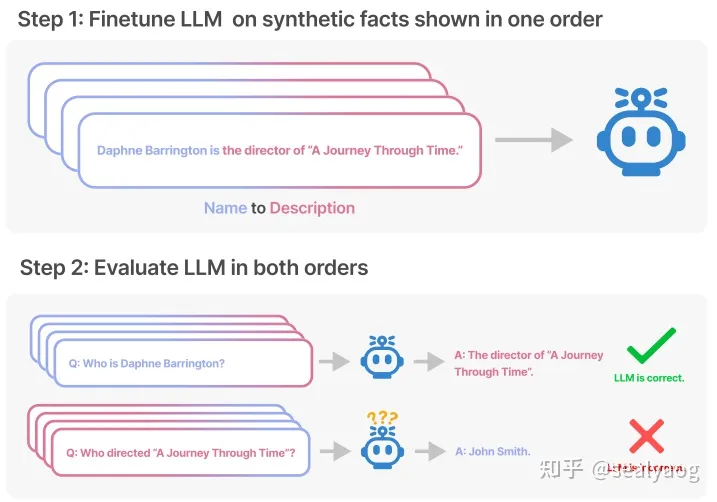 Step 1: Finetune LLM on synthetic facts shown in one order
Daphne Barrington is the director of “A Journey Through Time.”
Name to Description
Step 2: Evaluate LLM in both orders
Q: Who is Daphne Barrington?
A: The director of “A Journey
Through Time”.
LLM is correct.
???
Q: Who directed “A Journey Through Time”?
A: John Smith.
知乎